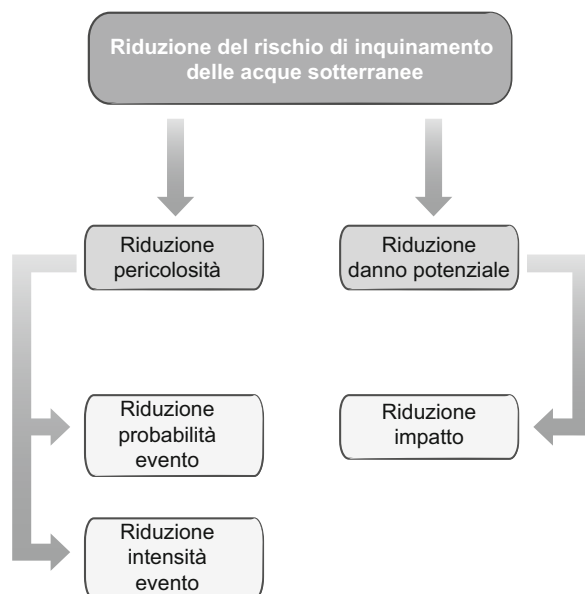 Riduzione del rischio di inquinamento
delle acque sotterranee
Riduzione
pericolosità
Riduzione
danno potenziale
Riduzione
probabilità
evento
Riduzione
impatto
Riduzione
intensità
evento